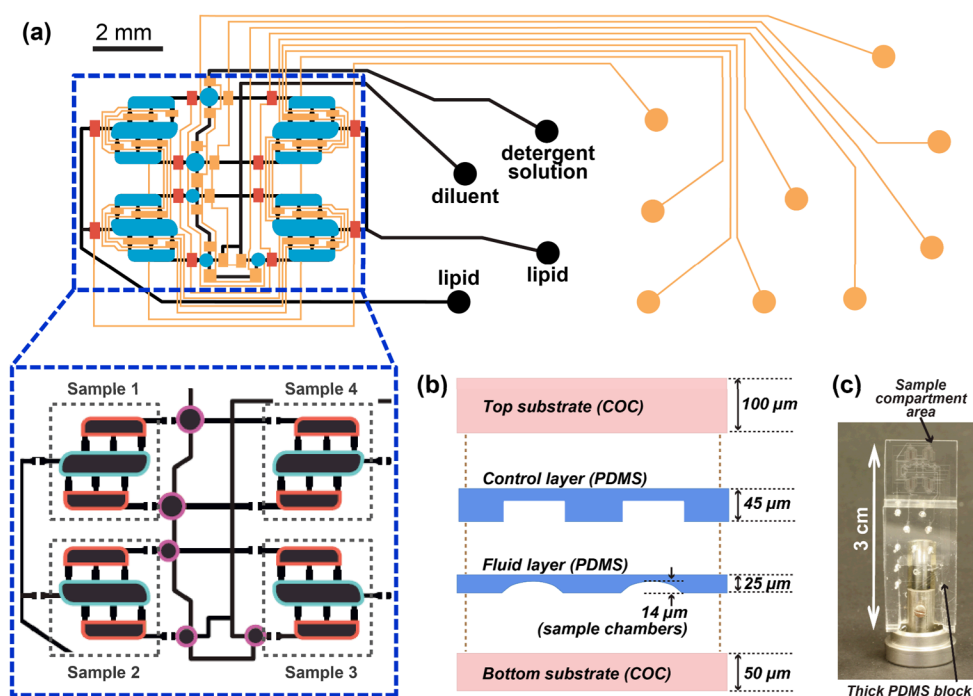 (a)
2 mm
detergent
solution
diluent
lipid
lipid
Sample 1
Sample 4
Sample 2
Sample 3
(b)
Top substrate (COC)
100 µm
Control layer (PDMS)
45 µm
Fluid layer (PDMS)
25 µm
14 µm
(sample chambers)
Bottom substrate (COC)
50 µm
(c)
Sample
compartment
area
3 cm
Thick PDMS block